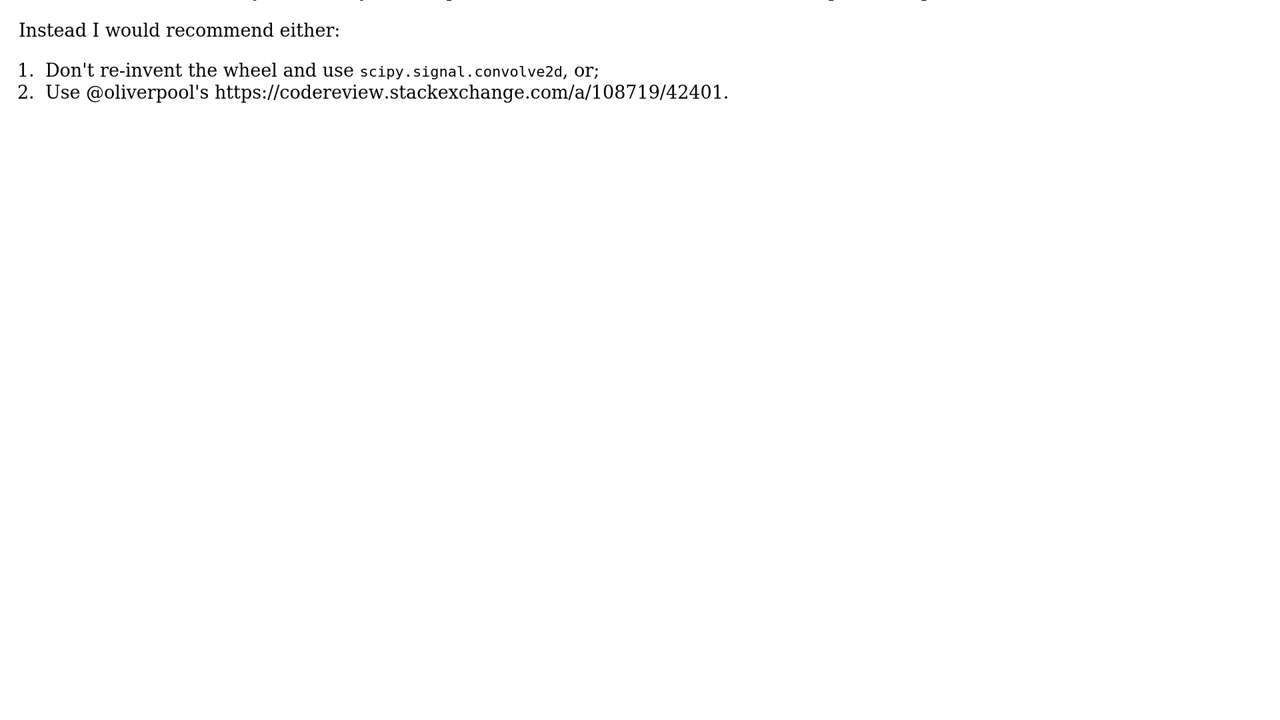 Instead I would recommend either:
1. Don't re-invent the wheel and use scipy.signal.convolve2d, or;
2. Use @oliverpool's https://codereview.stackexchange.com/a/108719/42401.